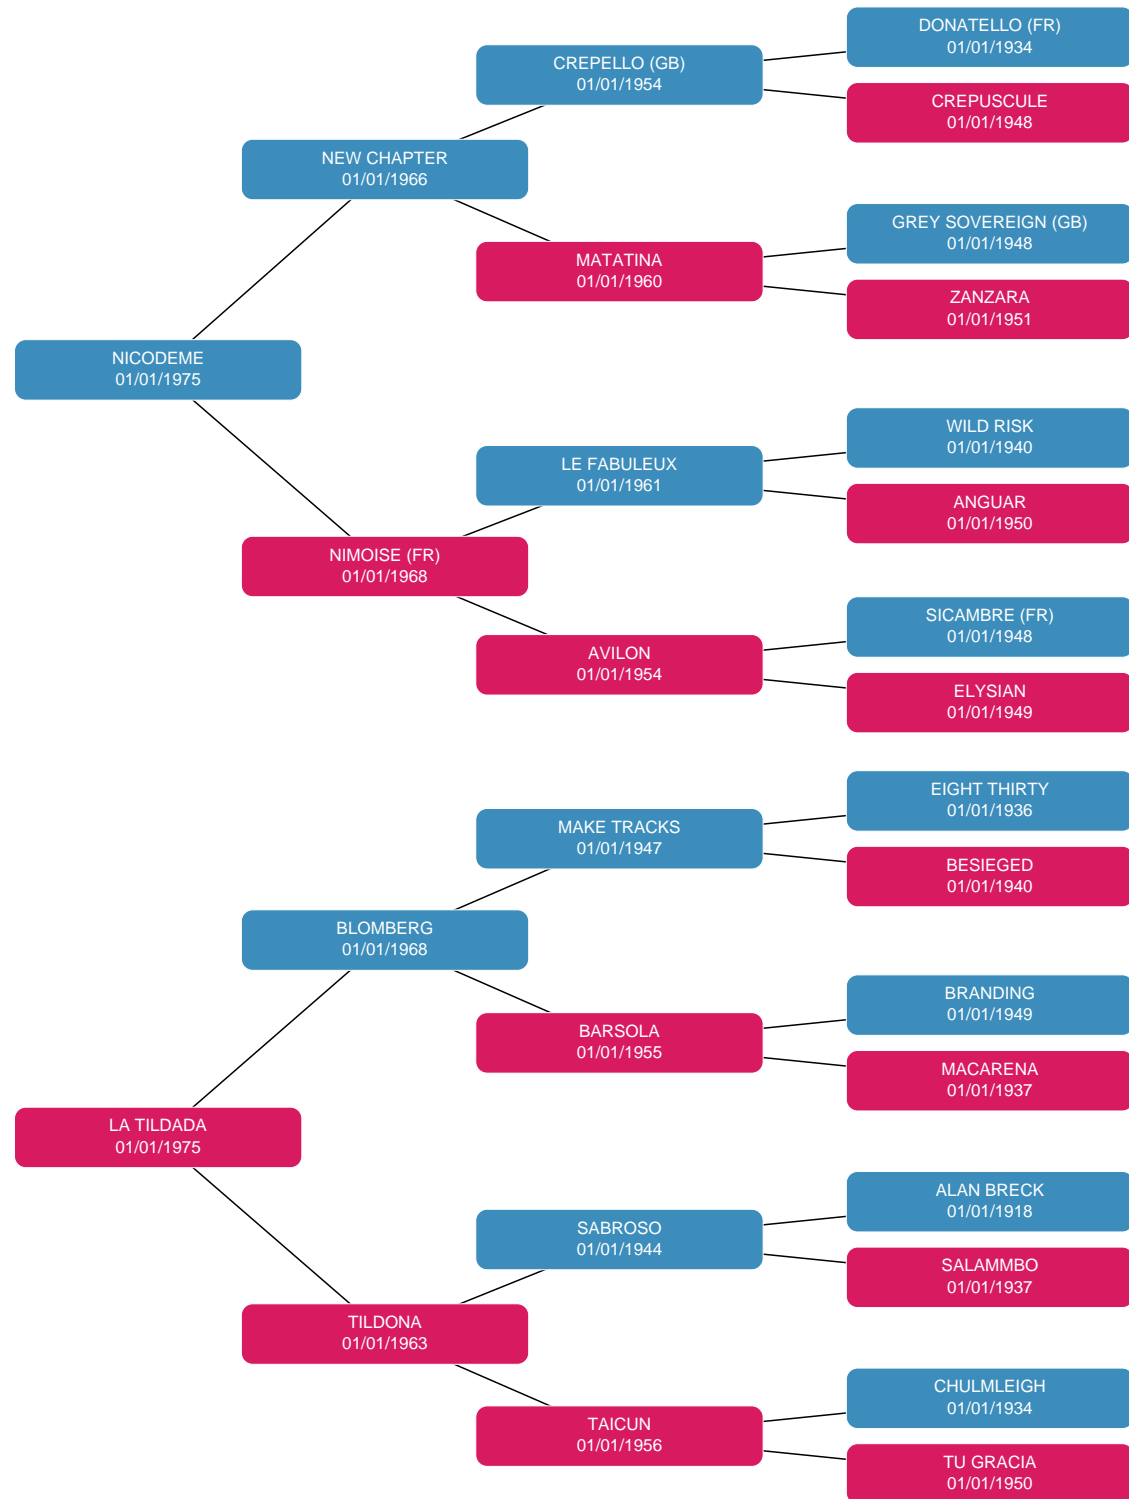 DONATELLO (FR)
01/01/1934
CREPELLO (GB)
01/01/1954
CREPUSCULE
01/01/1948
NEW CHAPTER
01/01/1966
GREY SOVEREIGN (GB)
01/01/1948
MATATINA
01/01/1960
ZANZARA
01/01/1951
NICODEME
01/01/1975
WILD RISK
01/01/1940
LE FABULEUX
01/01/1961
ANGUAR
01/01/1950
NIMOISE (FR)
01/01/1968
SICAMBRE (FR)
01/01/1948
AVILON
01/01/1954
ELYSIAN
01/01/1949
EIGHT THIRTY
01/01/1936
MAKE TRACKS
01/01/1947
BESIEGED
01/01/1940
BLOMBERG
01/01/1968
BRANDING
01/01/1949
BARSOLA
01/01/1955
MACARENA
01/01/1937
LA TILDADA
01/01/1975
ALAN BRECK
01/01/1918
SABROSO
01/01/1944
SALAMMBO
01/01/1937
TILDONA
01/01/1963
CHULMLEIGH
01/01/1934
TAICUN
01/01/1956
TU GRACIA
01/01/1950